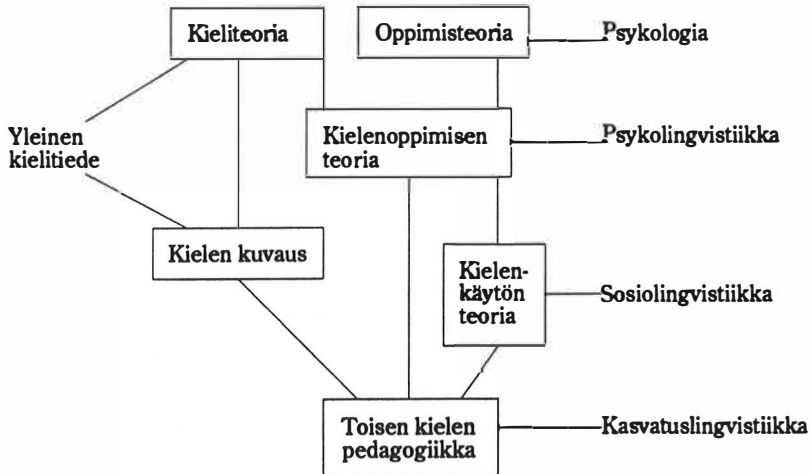 Kieliteoria
Oppimisteoria
Psykologia
Yleinen
kielitiede
Kielenoppimisen
teoria
Psykolingvistiikka
Kielen kuvaus
Kielen-
käytön
teoria
Sosiolingvistiikka
Toisen kielen
pedagogiikka
Kasvatuslingvistiikka